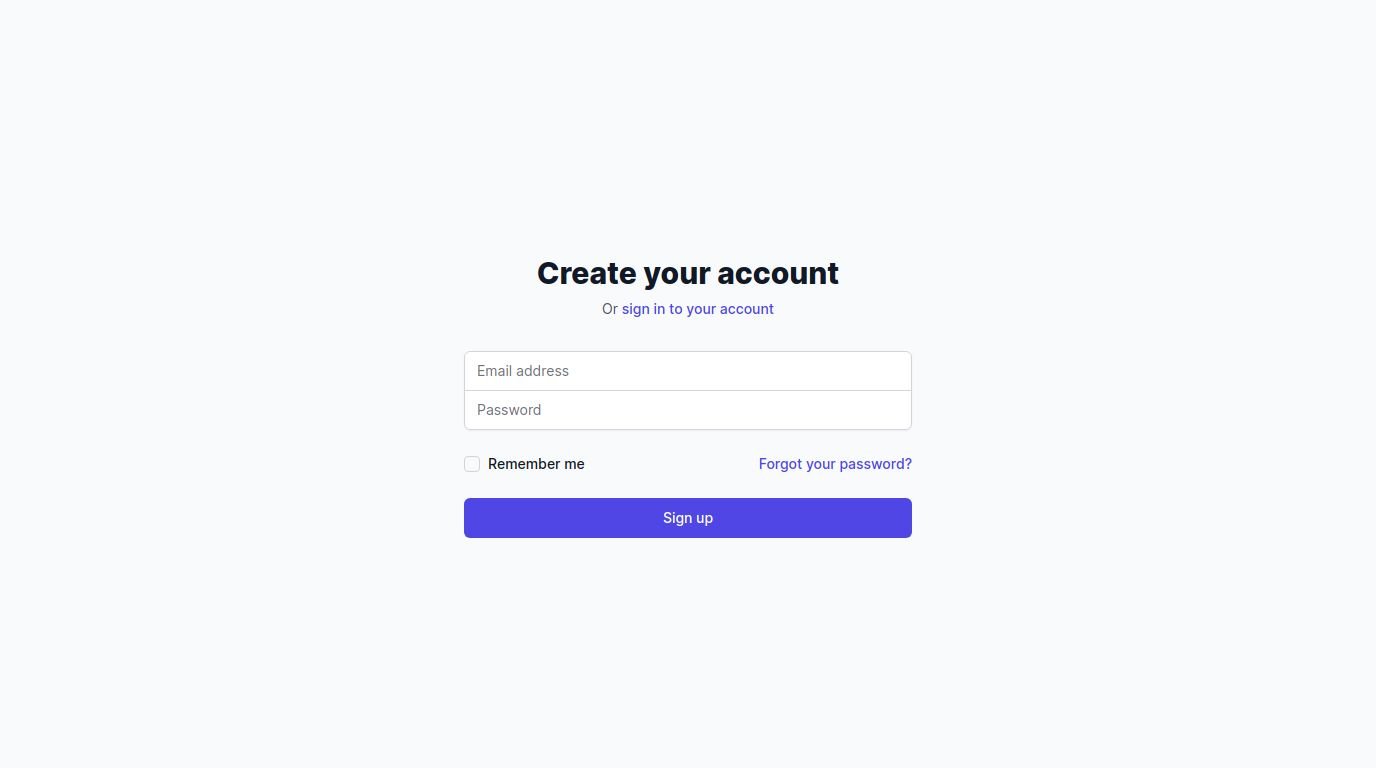 Create your account
Or sign in to your account
Email address
Password
Remember me
Forgot your password?
Sign up